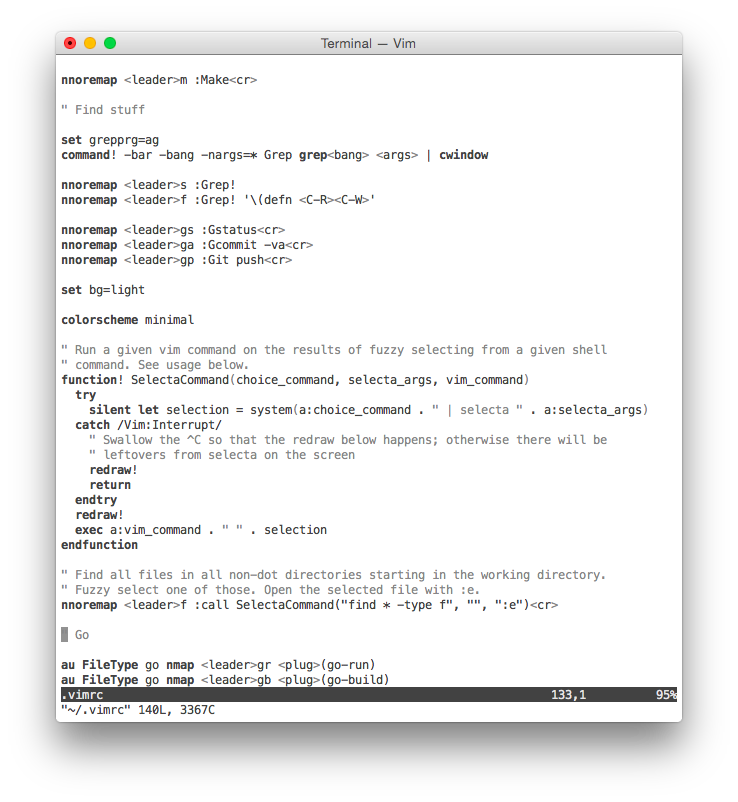 Terminal — Vim
nnoremap <leader>m :Make<cr>
" Find stuff
set grepprg=ag
command! -bar -bang -nargs=* Grep grep<bang> <args> | cwindow
nnoremap <leader>s :Grep!
nnoremap <leader>f :Grep! '\(defn <C-R><C-W>'
nnoremap <leader>gs :Gstatus<cr>
nnoremap <leader>ga :Gcommit -va<cr>
nnoremap <leader>gp :Git push<cr>
set bg=light
colorscheme minimal
" Run a given vim command on the results of fuzzy selecting from a given shell
" command. See usage below.
function! SelectaCommand(choice_command, selecta_args, vim_command)
  try
    silent let selection = system(a:choice_command . " | selecta " . a:selecta_args)
  catch /Vim:Interrupt/
    " Swallow the ^C so that the redraw below happens; otherwise there will be
    " leftovers from selecta on the screen
    redraw!
    return
  endtry
  redraw!
  exec a:vim_command . " " . selection
endfunction
" Find all files in all non-dot directories starting in the working directory.
" Fuzzy select one of those. Open the selected file with :e.
nnoremap <leader>f :call SelectaCommand("find * -type f", "", ":e")<cr>
Go
au FileType go nmap <leader>gr <plug>(go-run)
au FileType go nmap <leader>gb <plug>(go-build)
.vimrc 133,1 95%
"~/.vimrc" 140L, 3367C